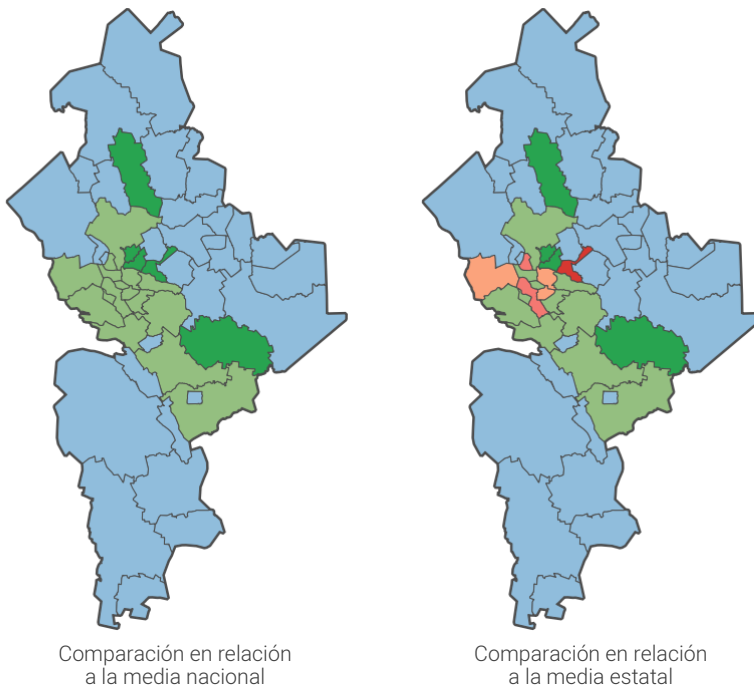 Comparación en relación
a la media nacional
Comparación en relación
a la media estatal